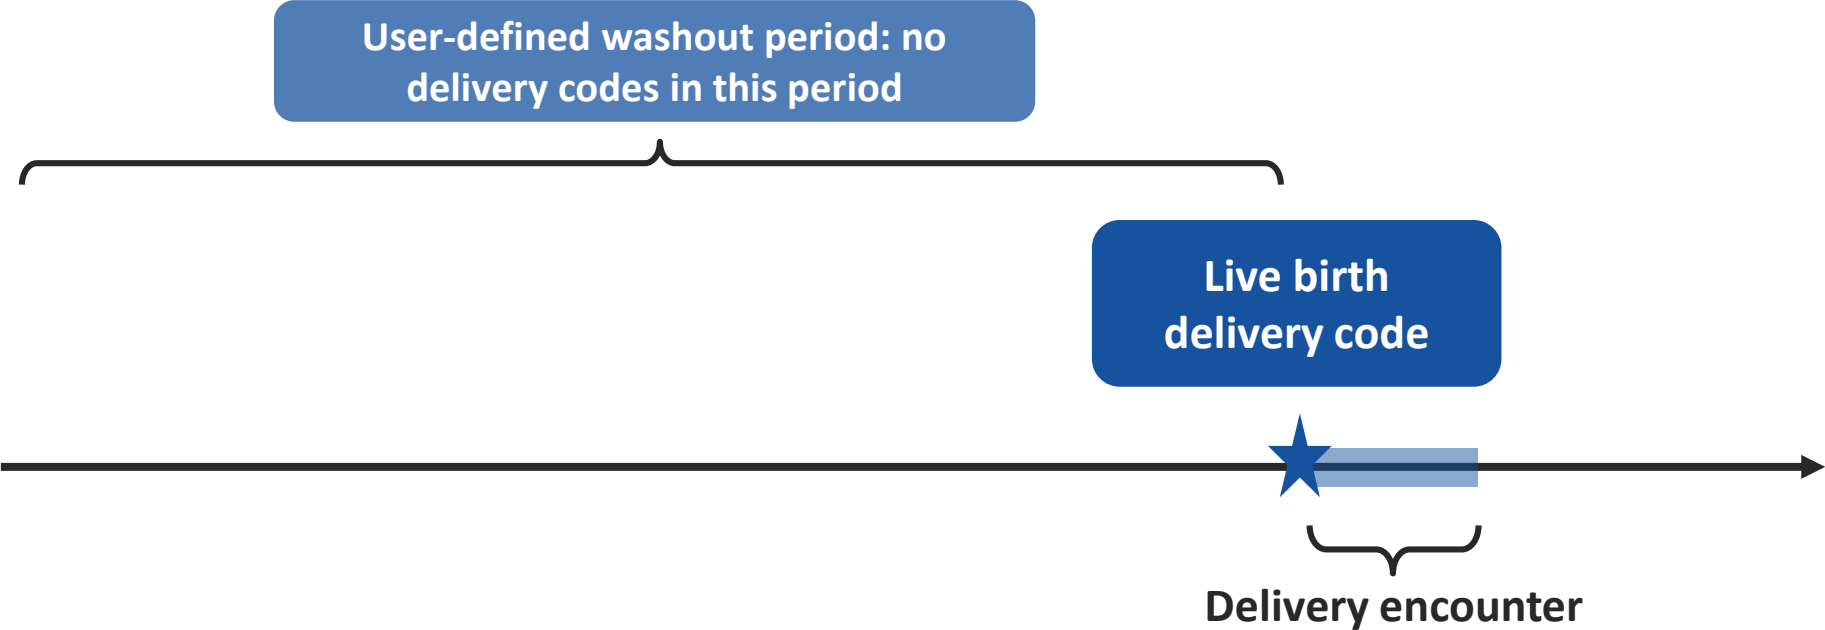 User-defined washout period: no
delivery codes in this period
Live birth
delivery code
Delivery encounter